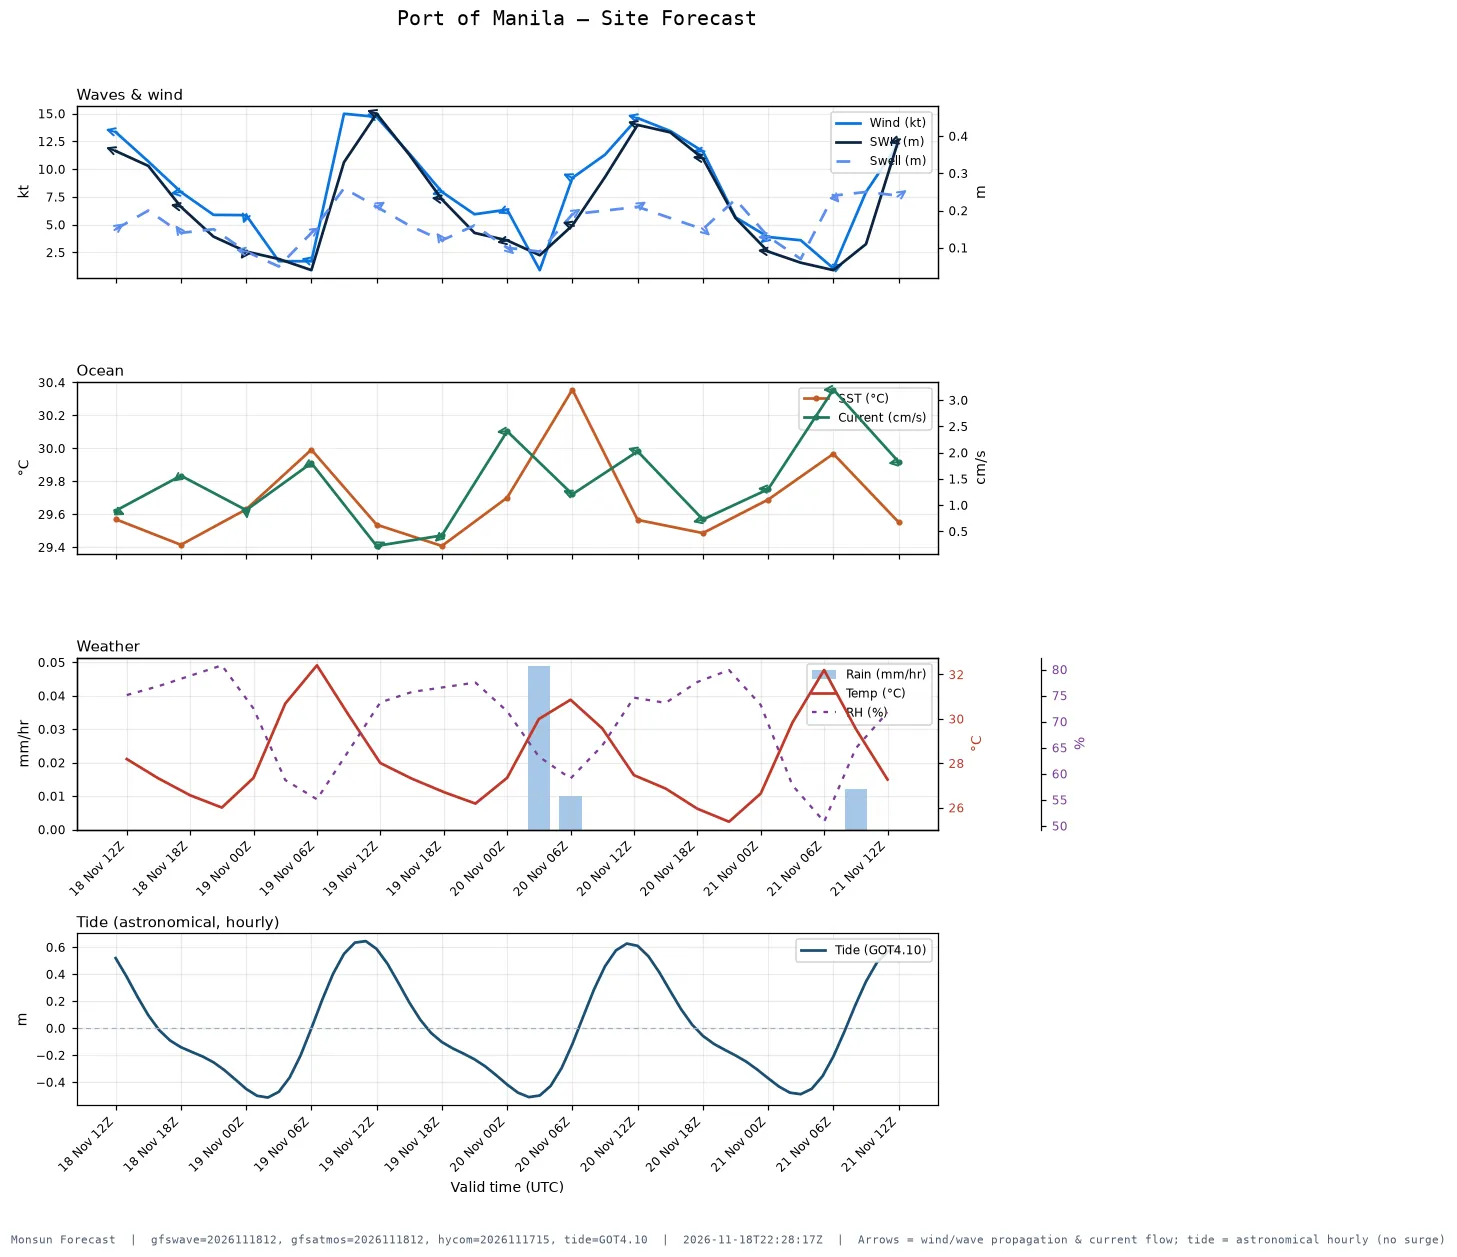 Port of Manila — Site Forecast
Waves & wind
15.0
12.5
10.0
7.5
5.0
2.5
kt
Wind (kt)
SWH (m)
Swell (m)
0.4
0.3
0.2
0.1
m
Ocean
30.4
30.2
30.0
29.8
29.6
29.4
°C
SST (°C)
Current (cm/s)
3.0
2.5
2.0
1.5
1.0
0.5
cm/s
Weather
0.05
0.04
0.03
0.02
0.01
0.00
mm/hr
Rain (mm/hr)
Temp (°C)
RH (%)
32
30
28
26
°C
80
75
70
65
60
55
50
%
18 Nov 12Z
18 Nov 18Z
19 Nov 00Z
19 Nov 06Z
19 Nov 12Z
19 Nov 18Z
20 Nov 00Z
20 Nov 06Z
20 Nov 12Z
20 Nov 18Z
21 Nov 00Z
21 Nov 06Z
21 Nov 12Z
Tide (astronomical, hourly)
0.6
0.4
0.2
0.0
−0.2
−0.4
m
Tide (GOT4.10)
18 Nov 12Z
18 Nov 18Z
19 Nov 00Z
19 Nov 06Z
19 Nov 12Z
19 Nov 18Z
20 Nov 00Z
20 Nov 06Z
20 Nov 12Z
20 Nov 18Z
21 Nov 00Z
21 Nov 06Z
21 Nov 12Z
Valid time (UTC)
Monsun Forecast | gfswave=2026111812, gfsatmos=2026111812, hycom=2026111715, tide=GOT4.10 | 2026-11-18T22:28:17Z | Arrows = wind/wave propagation & current flow; tide = astronomical hourly (no surge)